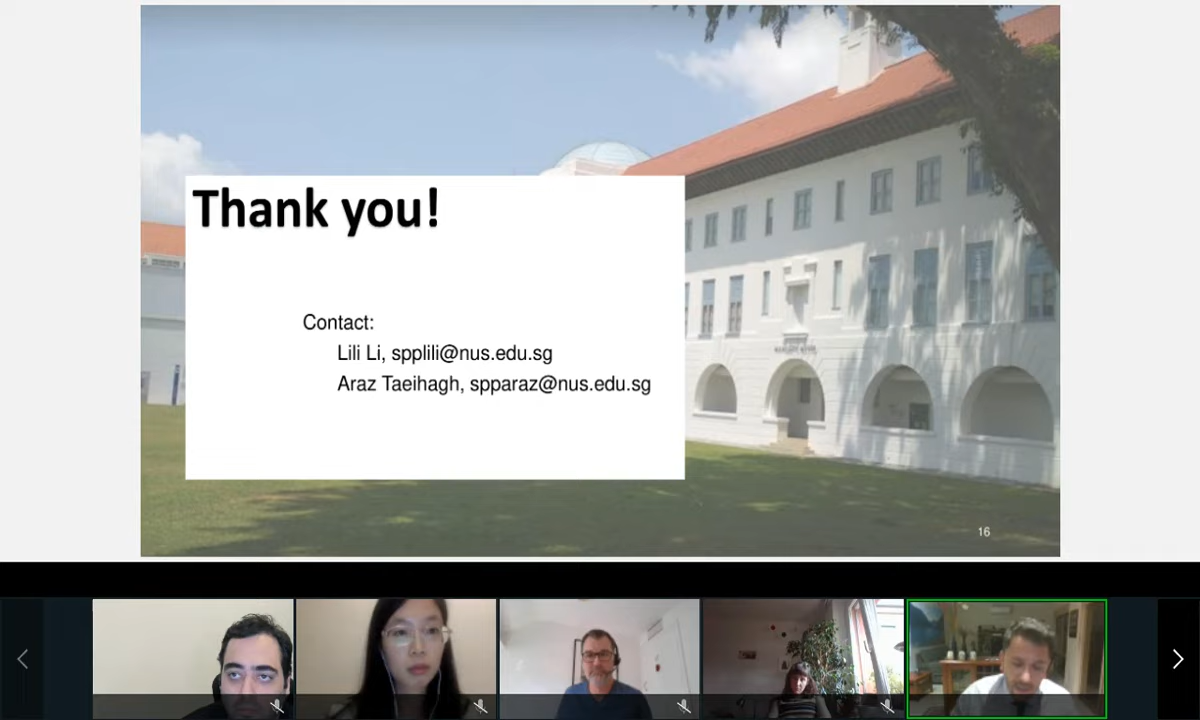 Thank you!
Contact:
Lili Li, spplili@nus.edu.sg
Araz Taeihagh, spparaz@nus.edu.sg
16